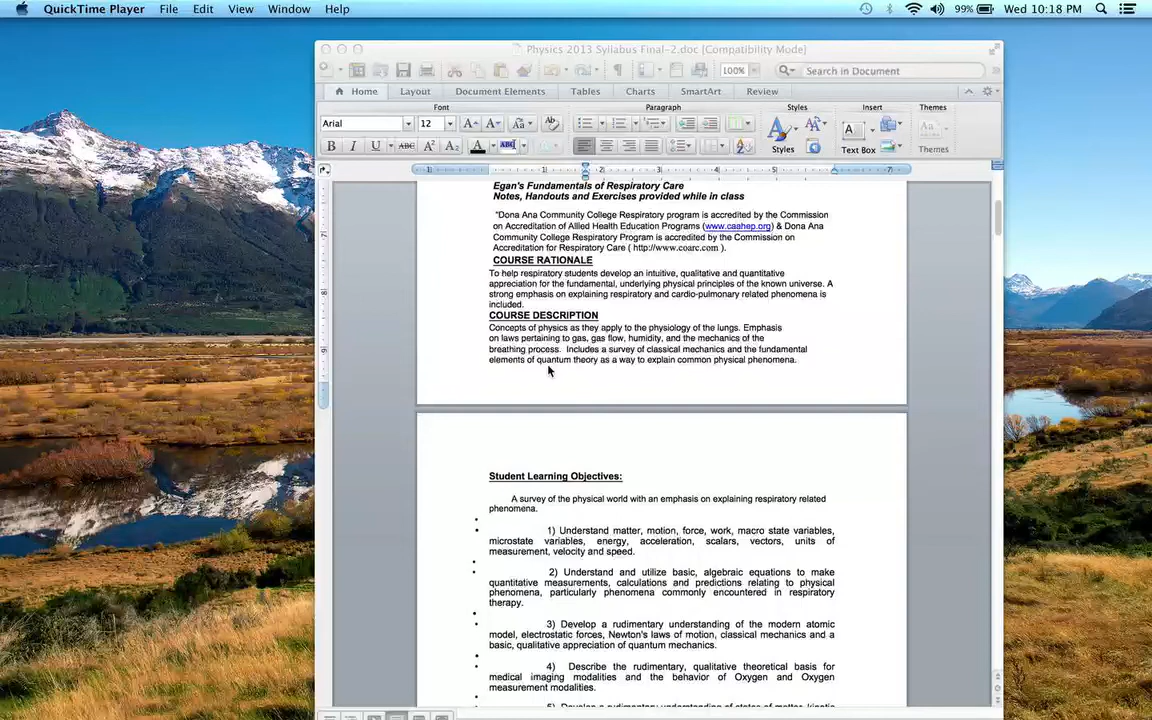 QuickTime Player File Edit View Window Help 99% Wed 10:18 PM
Physics 2013 Syllabus Final-2.doc [Compatibility Mode]
100% Search in Document
Home Layout Document Elements Tables Charts SmartArt Review
Font Paragraph Styles Insert Themes
Arial 12
B I U ABC A2 A2 A ABC Styles Text Box Themes
Egan's Fundamentals of Respiratory Care
Notes, Handouts and Exercises provided while in class
"Dona Ana Community College Respiratory program is accredited by the Commission
on Accreditation of Allied Health Education Programs (www.caahep.org) & Dona Ana
Community College Respiratory Program is accredited by the Commission on
Accreditation for Respiratory Care ( http://www.coarc.com ).
COURSE RATIONALE
To help respiratory students develop an intuitive, qualitative and quantitative
appreciation for the fundamental, underlying physical principles of the known universe. A
strong emphasis on explaining respiratory and cardio-pulmonary related phenomena is
included.
COURSE DESCRIPTION
Concepts of physics as they apply to the physiology of the lungs. Emphasis
on laws pertaining to gas, gas flow, humidity, and the mechanics of the
breathing process. Includes a survey of classical mechanics and the fundamental
elements of quantum theory as a way to explain common physical phenomena.
Student Learning Objectives:
A survey of the physical world with an emphasis on explaining respiratory related
phenomena.
1) Understand matter, motion, force, work, macro state variables,
microstate variables, energy, acceleration, scalars, vectors, units of
measurement, velocity and speed.
2) Understand and utilize basic, algebraic equations to make
quantitative measurements, calculations and predictions relating to physical
phenomena, particularly phenomena commonly encountered in respiratory
therapy.
3) Develop a rudimentary understanding of the modern atomic
model, electrostatic forces, Newton's laws of motion, classical mechanics and a
basic, qualitative appreciation of quantum mechanics.
4) Describe the rudimentary, qualitative theoretical basis for
medical imaging modalities and the behavior of Oxygen and Oxygen
measurement modalities.